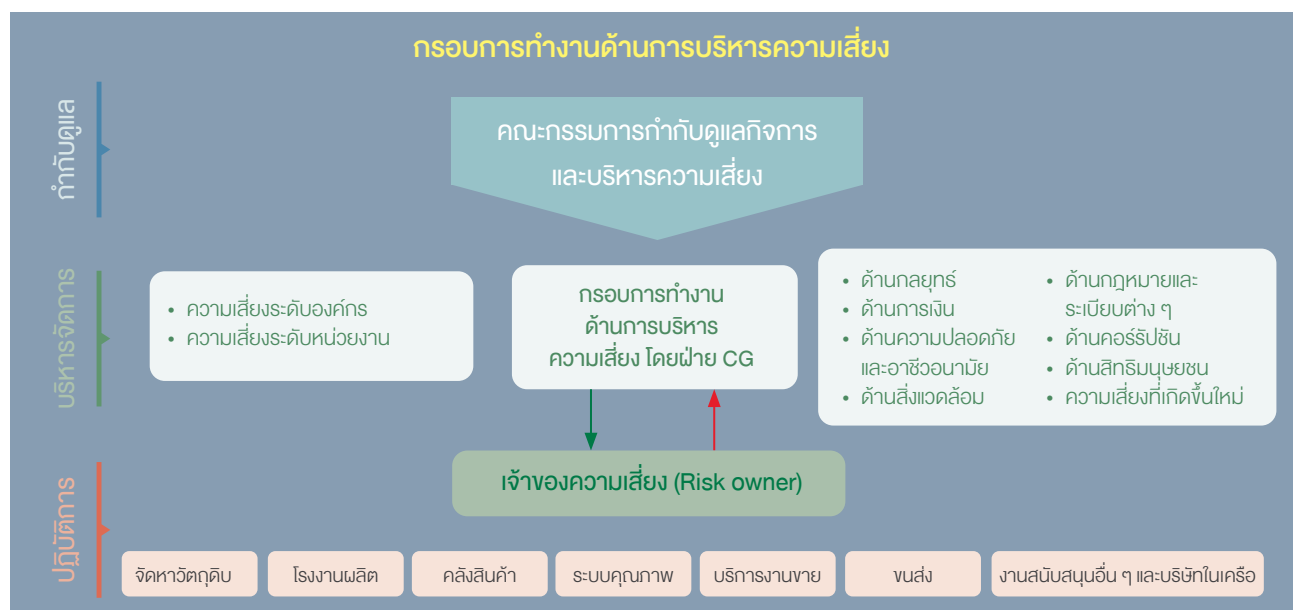 กรอบการทำงานด้านการบริหารความเสี่ยง
กำกับดูแล
คณะกรรมการกำกับดูแลกิจการ
และบริหารความเสี่ยง
บริหารจัดการ
• ความเสี่ยงระดับองค์กร
• ความเสี่ยงระดับหน่วยงาน
กรอบการทำงาน
ด้านการบริหาร
ความเสี่ยง โดยฝ่าย CG
• ด้านกลยุทธ์
• ด้านการเงิน
• ด้านความปลอดภัย
และอาชีวอนามัย
• ด้านสิ่งแวดล้อม
• ด้านกฎหมายและ
ระเบียบต่าง ๆ
• ด้านคอร์รัปชัน
• ด้านสิทธิมนุษยชน
• ความเสี่ยงที่เกิดขึ้นใหม่
ปฏิบัติการ
เจ้าของความเสี่ยง (Risk owner)
จัดหาวัตถุดิบ
โรงงานผลิต
คลังสินค้า
ระบบคุณภาพ
บริการงานขาย
ขนส่ง
งานสนับสนุนอื่น ๆ และบริษัทในเครือ